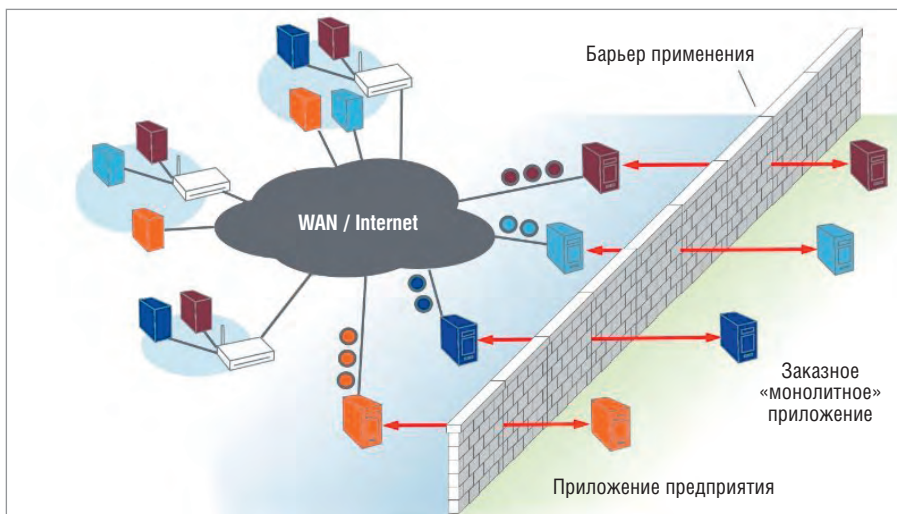 Барьер применения
WAN / Internet
Заказное
«монолитное»
приложение
Приложение предприятия